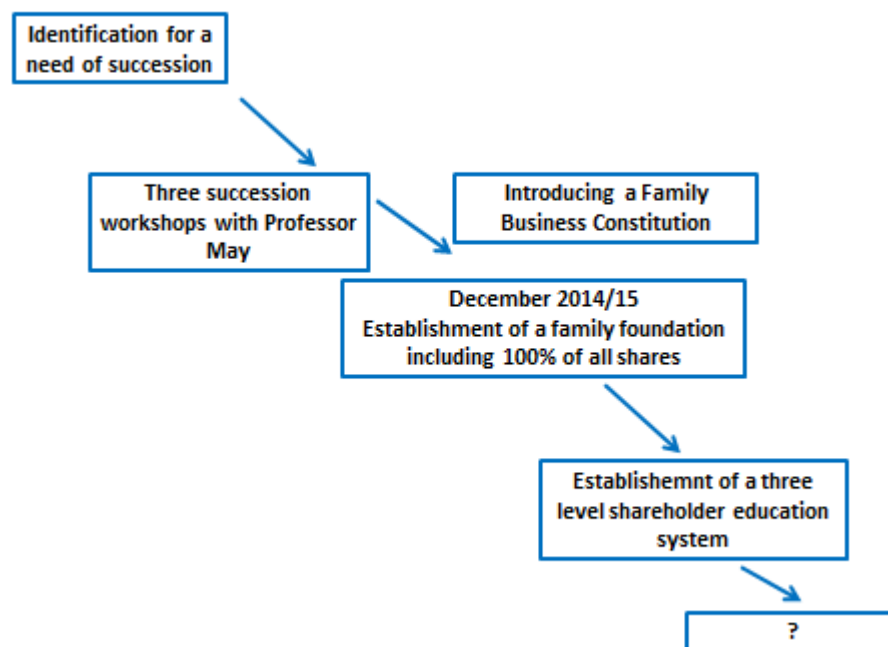 Identification for a
need of succession
Three succession
workshops with Professor
May
Introducing a Family
Business Constitution
December 2014/15
Establishment of a family foundation
including 100% of all shares
Establishemnt of a three
level shareholder education
system
?